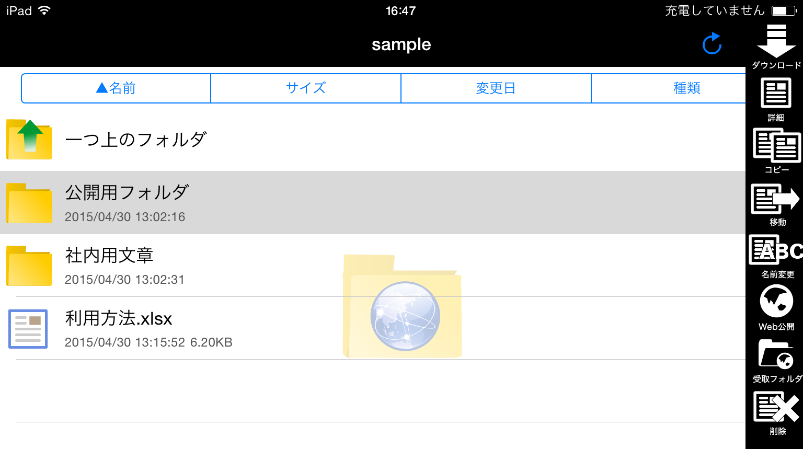 iPad 16:47 充電していません
sample
▲名前 サイズ 変更日 種類
一つ上のフォルダ
公開用フォルダ
2015/04/30 13:02:16
社内用文章
2015/04/30 13:02:31
利用方法.xlsx
2015/04/30 13:15:52 6.20KB
ダウンロード
詳細
コピー
移動
ABC
名前変更
Web公開
受取フォルダ
削除